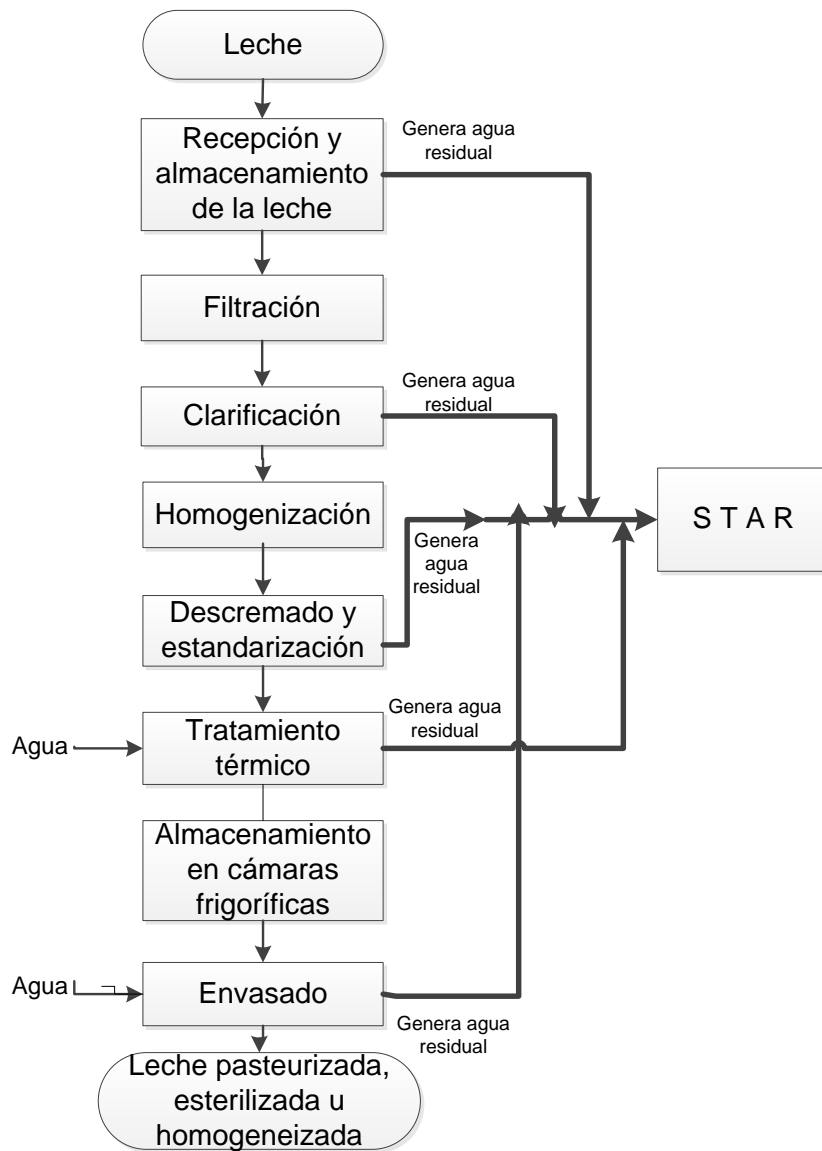 Leche
Recepción y
almacenamiento
de la leche
Genera agua
residual
Filtración
Clarificación
Genera agua
residual
Homogenización
S T A R
Genera
agua
residual
Descremado y
estandarización
Agua
Tratamiento
térmico
Genera agua
residual
Almacenamiento
en cámaras
frigoríficas
Agua
Envasado
Genera agua
residual
Leche pasteurizada,
esterilizada u
homogeneizada